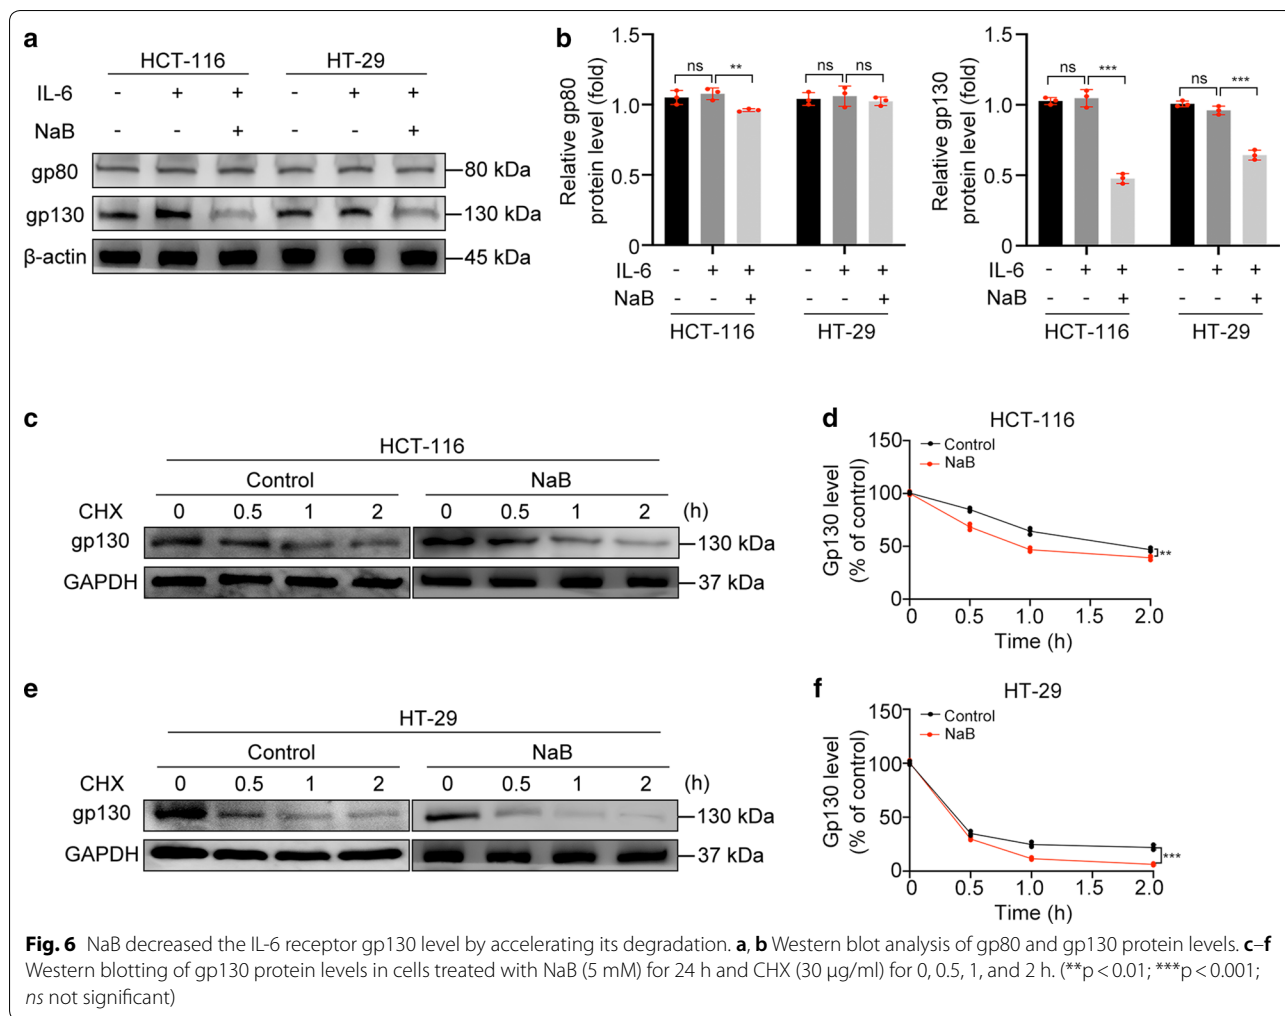 a
HCT-116 HT-29
IL-6 - + + - + +
NaB - - + - - +
gp80 80 kDa
gp130 130 kDa
β-actin 45 kDa
b
Relative gp80
protein level (fold)
1.5
1.0
0.5
0
ns ** ns ns
IL-6 - + + - + +
NaB - - + - - +
HCT-116 HT-29
Relative gp130
protein level (fold)
1.5
1.0
0.5
0
ns *** ns ***
IL-6 - + + - + +
NaB - - + - - +
HCT-116 HT-29
c
HCT-116
Control NaB
CHX 0 0.5 1 2 0 0.5 1 2 (h)
gp130 130 kDa
GAPDH 37 kDa
d
HCT-116
Gp130 level
(% of control)
150
100
50
0
Control
NaB
**
0 0.5 1.0 1.5 2.0
Time (h)
e
HT-29
Control NaB
CHX 0 0.5 1 2 0 0.5 1 2 (h)
gp130 130 kDa
GAPDH 37 kDa
f
HT-29
Gp130 level
(% of control)
150
100
50
0
Control
NaB
***
0 0.5 1.0 1.5 2.0
Time (h)
Fig. 6 NaB decreased the IL-6 receptor gp130 level by accelerating its degradation. a, b Western blot analysis of gp80 and gp130 protein levels. c–f
Western blotting of gp130 protein levels in cells treated with NaB (5 mM) for 24 h and CHX (30 µg/ml) for 0, 0.5, 1, and 2 h. (**p < 0.01; ***p < 0.001;
ns not significant)